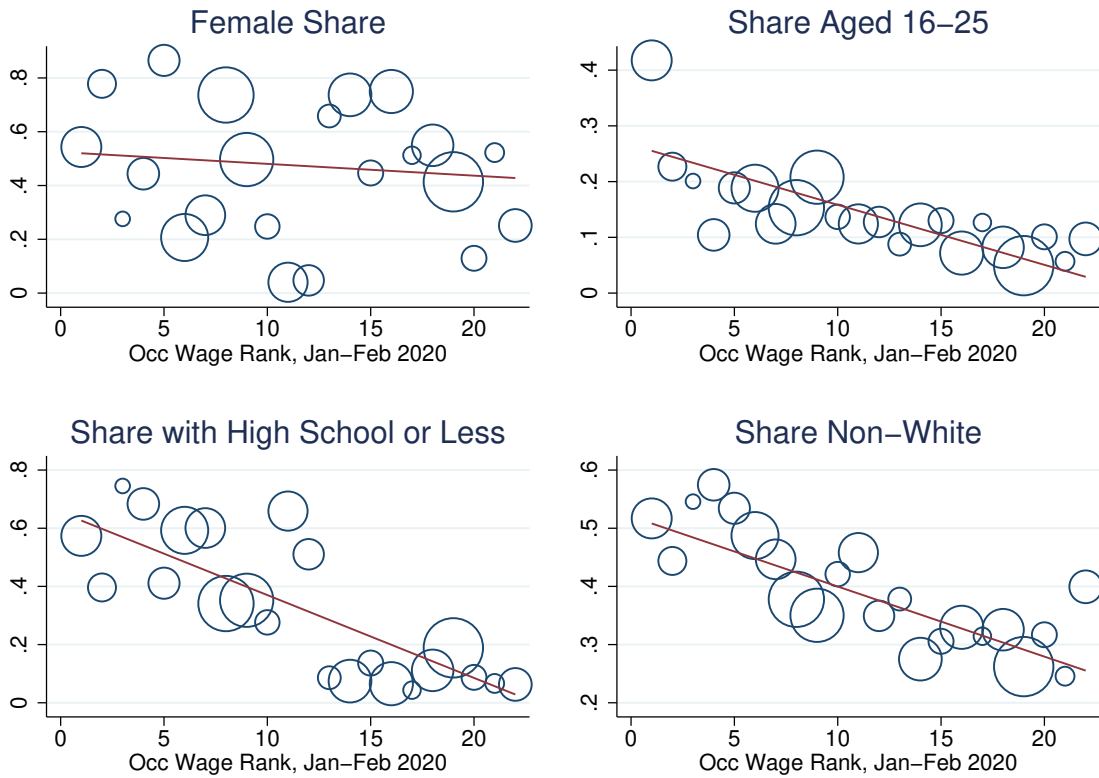 Female Share
.8
.6
.4
.2
0
0 5 10 15 20
Occ Wage Rank, Jan−Feb 2020
Share Aged 16−25
.4
.3
.2
.1
0
0 5 10 15 20
Occ Wage Rank, Jan−Feb 2020
Share with High School or Less
.8
.6
.4
.2
0
0 5 10 15 20
Occ Wage Rank, Jan−Feb 2020
Share Non−White
.6
.5
.4
.3
.2
0 5 10 15 20
Occ Wage Rank, Jan−Feb 2020